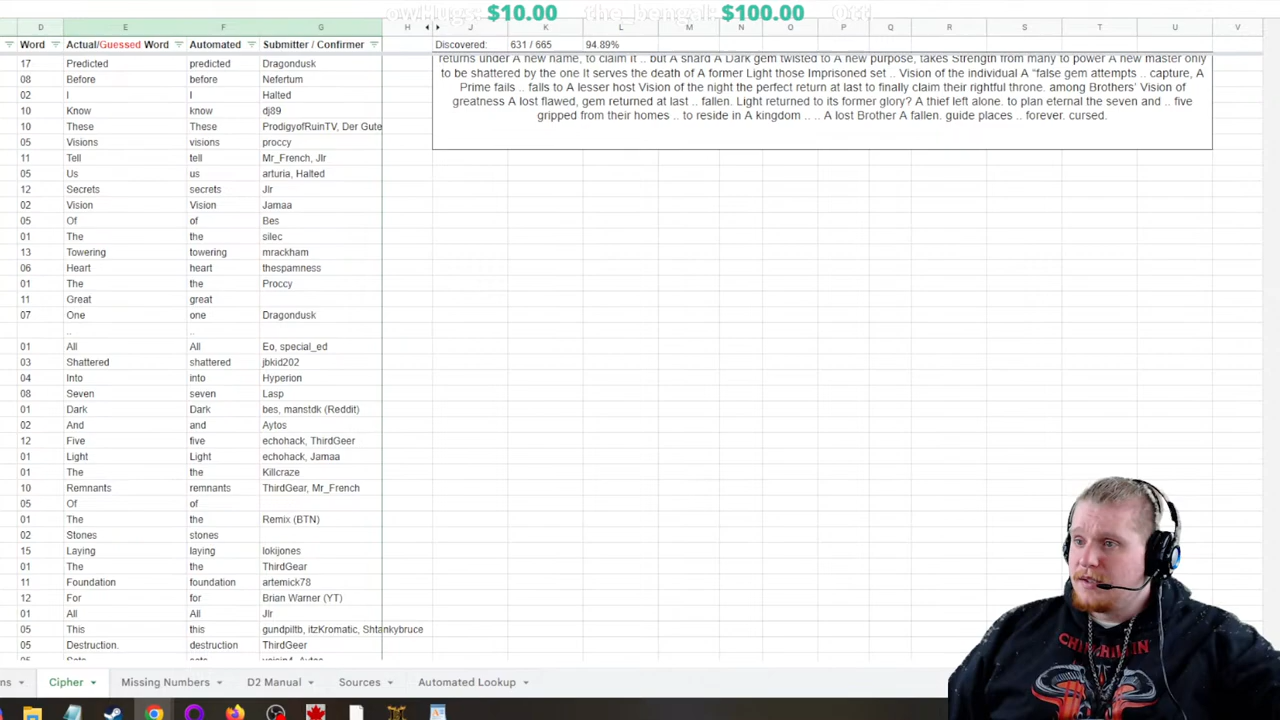 owlHugs: $10.00 the_bengal: $100.00
D E F G H J K L M N O P Q R S T U V
Word Actual/Guessed Word Automated Submitter / Confirmer Discovered: 631 / 665 94.89%
returns under A new name, to claim it .. but A shard A Dark gem twisted to A new purpose, takes Strength from many to power A new master only
to be shattered by the one It serves the death of A former Light those Imprisoned set .. Vision of the individual A "false gem attempts .. capture, A
Prime fails .. falls to A lesser host Vision of the night the perfect return at last to finally claim their rightful throne. among Brothers' Vision of
greatness A lost flawed, gem returned at last .. fallen. Light returned to its former glory? A thief left alone. to plan eternal the seven and .. five
gripped from their homes .. to reside in A kingdom .. .. A lost Brother A fallen. guide places .. forever. cursed.
17 Predicted predicted Dragondusk
08 Before before Nefertum
02 I I Halted
10 Know know dj89
10 These These ProdigyofRuinTV, Der Gute
05 Visions visions proccy
11 Tell tell Mr_French, Jlr
05 Us us arturia, Halted
12 Secrets secrets Jlr
02 Vision Vision Jamaa
05 Of of Bes
01 The the silec
13 Towering towering mrackham
06 Heart heart thespamness
01 The the Proccy
11 Great great
07 One one Dragondusk
.. ..
01 All All Eo, special_ed
03 Shattered shattered jbkid202
04 Into into Hyperion
08 Seven seven Lasp
01 Dark Dark bes, manstdk (Reddit)
02 And and Aytos
12 Five five echohack, ThirdGeer
01 Light Light echohack, Jamaa
01 The the Killcraze
10 Remnants remnants ThirdGear, Mr_French
05 Of of
01 The the Remix (BTN)
02 Stones stones
15 Laying laying lokijones
01 The the ThirdGear
11 Foundation foundation artemick78
12 For for Brian Warner (YT)
01 All All Jlr
05 This this gundpiltb, itzKromatic, Shtankybruce
05 Destruction. destruction ThirdGeer
ns Cipher Missing Numbers D2 Manual Sources Automated Lookup